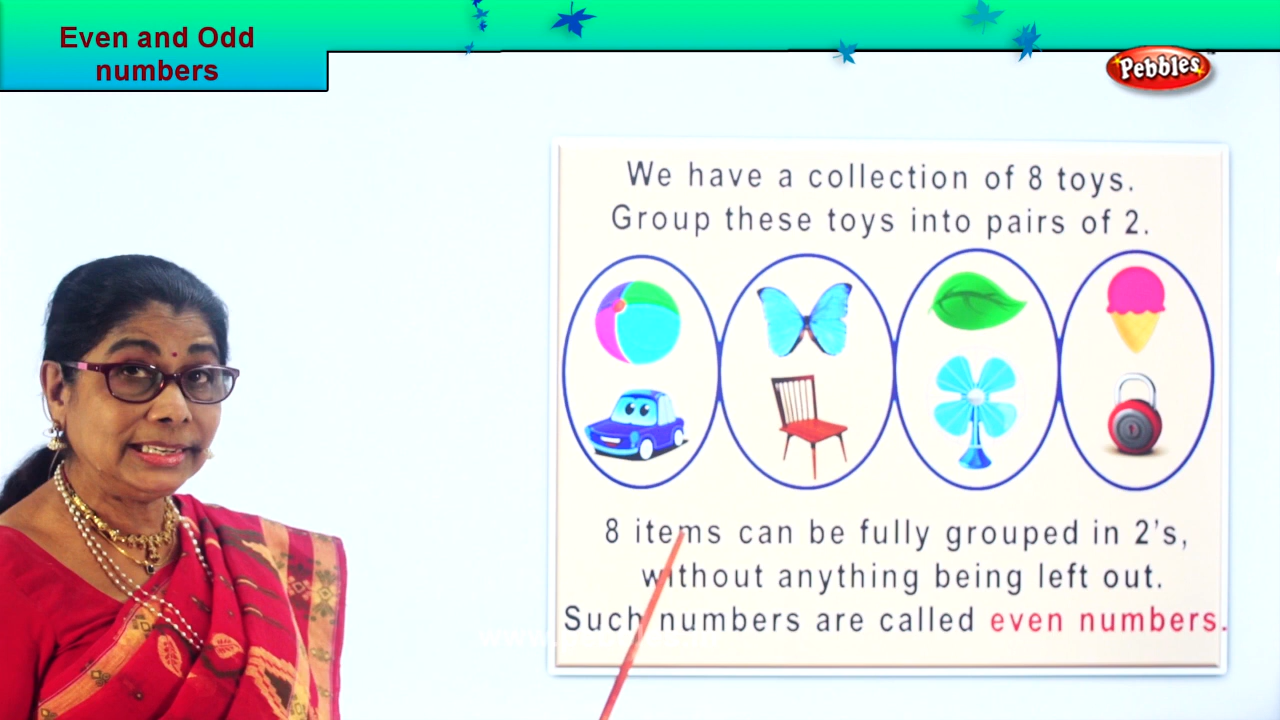 Even and Odd
numbers
Pebbles
We have a collection of 8 toys.
Group these toys into pairs of 2.
8 items can be fully grouped in 2's,
without anything being left out.
Such numbers are called even numbers.